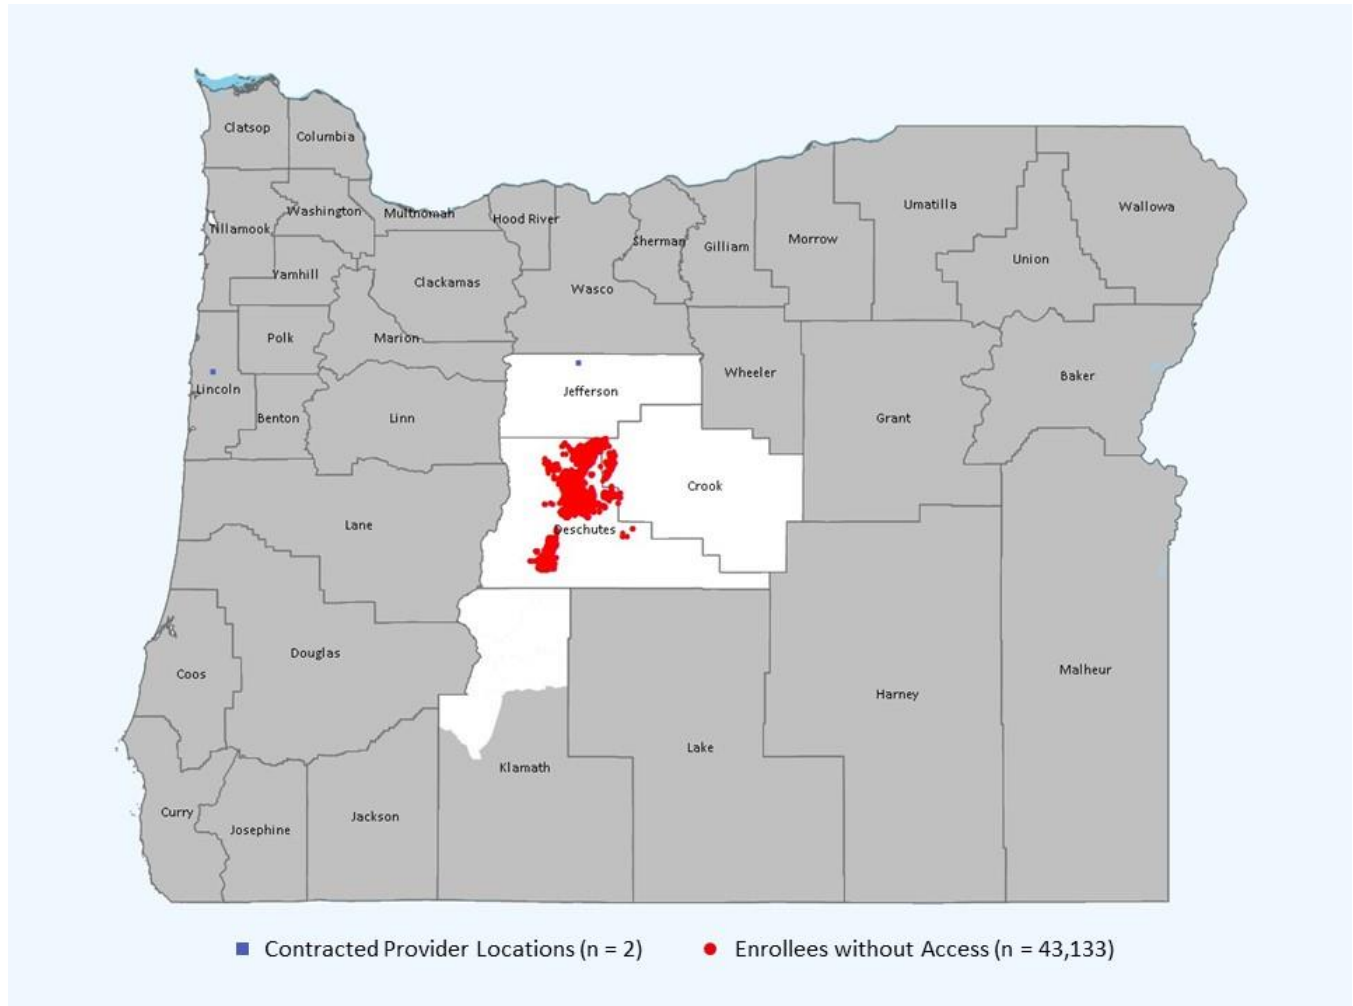 Clatsop
Columbia
Tillamook
Washington
Multnomah
Hood River
Sherman
Gilliam
Morrow
Umatilla
Wallowa
Union
Yamhill
Clackamas
Wasco
Polk
Marion
Lincoln
Benton
Linn
Jefferson
Wheeler
Grant
Baker
Lane
Crook
Deschutes
Douglas
Coos
Klamath
Lake
Harney
Malheur
Curry
Josephine
Jackson
Contracted Provider Locations (n = 2)
Enrollees without Access (n = 43,133)